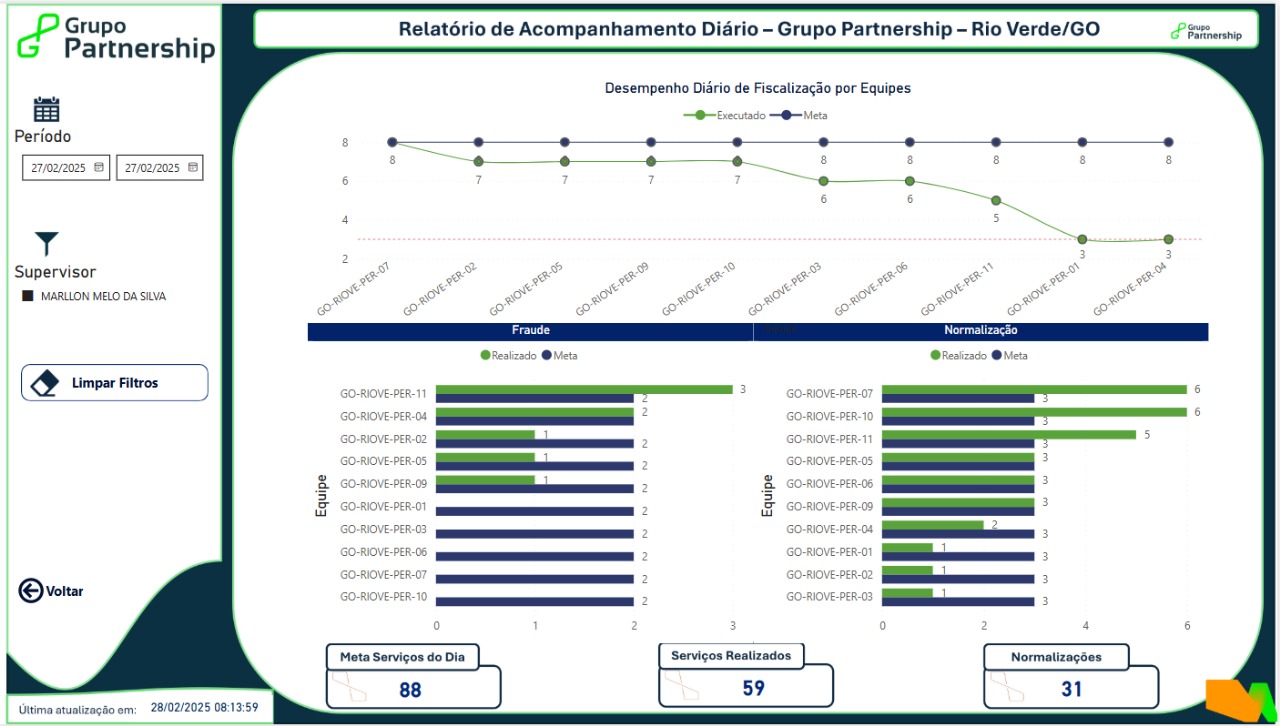 Grupo
Partnership
Relatório de Acompanhamento Diário – Grupo Partnership – Rio Verde/GO
Grupo
Partnership
Período
27/02/2025 27/02/2025
Supervisor
MARLLON MELO DA SILVA
Limpar Filtros
Voltar
Última atualização em: 28/02/2025 08:13:59
Desempenho Diário de Fiscalização por Equipes
Executado Meta
8
6
4
2
8 8 8 8 8 8
7 7 7 7
6 6
5
3 3
GO-RIOVE-PER-07 GO-RIOVE-PER-02 GO-RIOVE-PER-05 GO-RIOVE-PER-09 GO-RIOVE-PER-10 GO-RIOVE-PER-03 GO-RIOVE-PER-06 GO-RIOVE-PER-11 GO-RIOVE-PER-01 GO-RIOVE-PER-04
Fraude
Realizado Meta
Equipe
GO-RIOVE-PER-11 3
2
GO-RIOVE-PER-04 2
GO-RIOVE-PER-02 1
2
GO-RIOVE-PER-05 1
2
GO-RIOVE-PER-09 1
2
GO-RIOVE-PER-01 2
GO-RIOVE-PER-03 2
GO-RIOVE-PER-06 2
GO-RIOVE-PER-07 2
GO-RIOVE-PER-10 2
0 1 2 3
Normalização
Realizado Meta
Equipe
GO-RIOVE-PER-07 6
3
GO-RIOVE-PER-10 6
3
GO-RIOVE-PER-11 5
3
GO-RIOVE-PER-05 3
GO-RIOVE-PER-06 3
GO-RIOVE-PER-09 3
GO-RIOVE-PER-04 2
3
GO-RIOVE-PER-01 1
3
GO-RIOVE-PER-02 1
3
GO-RIOVE-PER-03 1
3
0 2 4 6
Meta Serviços do Dia
88
Serviços Realizados
59
Normalizações
31